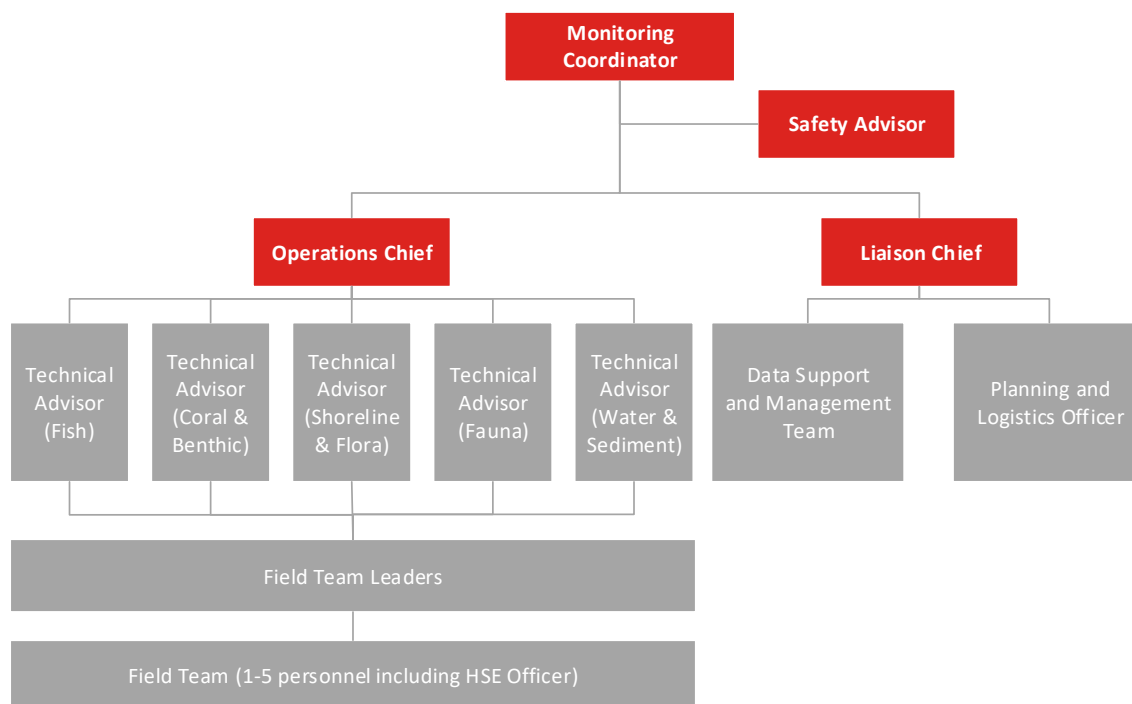 Monitoring
Coordinator
Safety Advisor
Operations Chief
Liaison Chief
Technical
Advisor
(Fish)
Technical
Advisor
(Coral &
Benthic)
Technical
Advisor
(Shoreline
& Flora)
Technical
Advisor
(Fauna)
Technical
Advisor
(Water &
Sediment)
Data Support
and Management
Team
Planning and
Logistics Officer
Field Team Leaders
Field Team (1-5 personnel including HSE Officer)